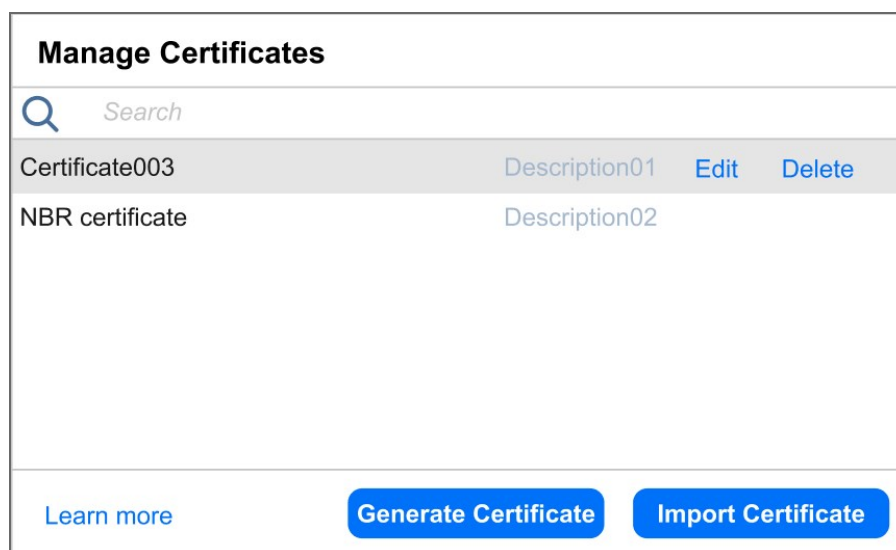 Manage Certificates
Search
Certificate003 Description01 Edit Delete
NBR certificate Description02
Learn more Generate Certificate Import Certificate